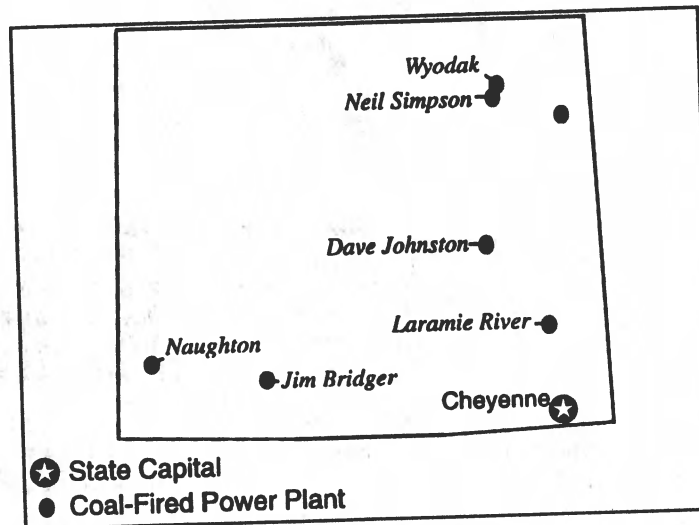 Wyodak
Neil Simpson
Dave Johnston
Laramie River
Naughton
Jim Bridger
Cheyenne
State Capital
Coal-Fired Power Plant